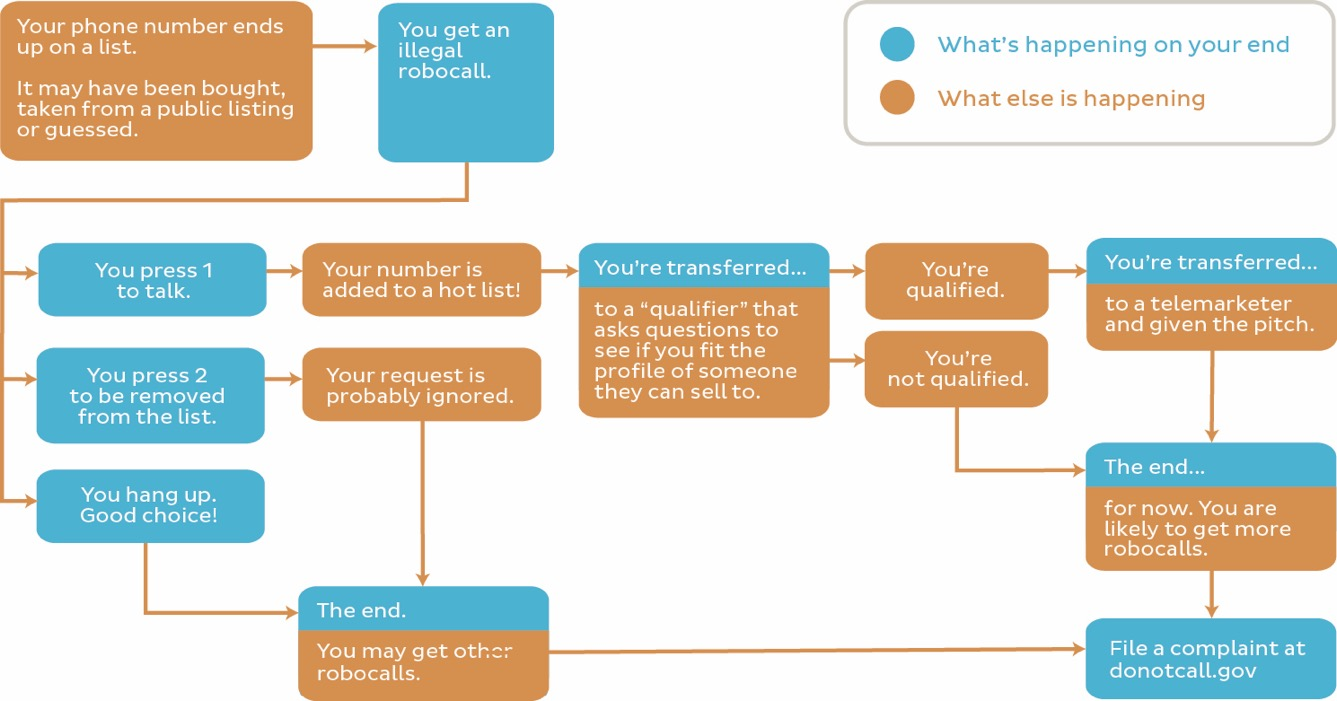 Your phone number ends
up on a list.
It may have been bought,
taken from a public listing
or guessed.
You get an
illegal
robocall.
What's happening on your end
What else is happening
You press 1
to talk.
Your number is
added to a hot list!
You're transferred...
to a “qualifier” that
asks questions to
see if you fit the
profile of someone
they can sell to.
You're
qualified.
You're transferred...
to a telemarketer
and given the pitch.
You press 2
to be removed
from the list.
Your request is
probably ignored.
You're
not qualified.
You hang up.
Good choice!
The end...
for now. You are
likely to get more
robocalls.
The end.
You may get other
robocalls.
File a complaint at
donotcall.gov